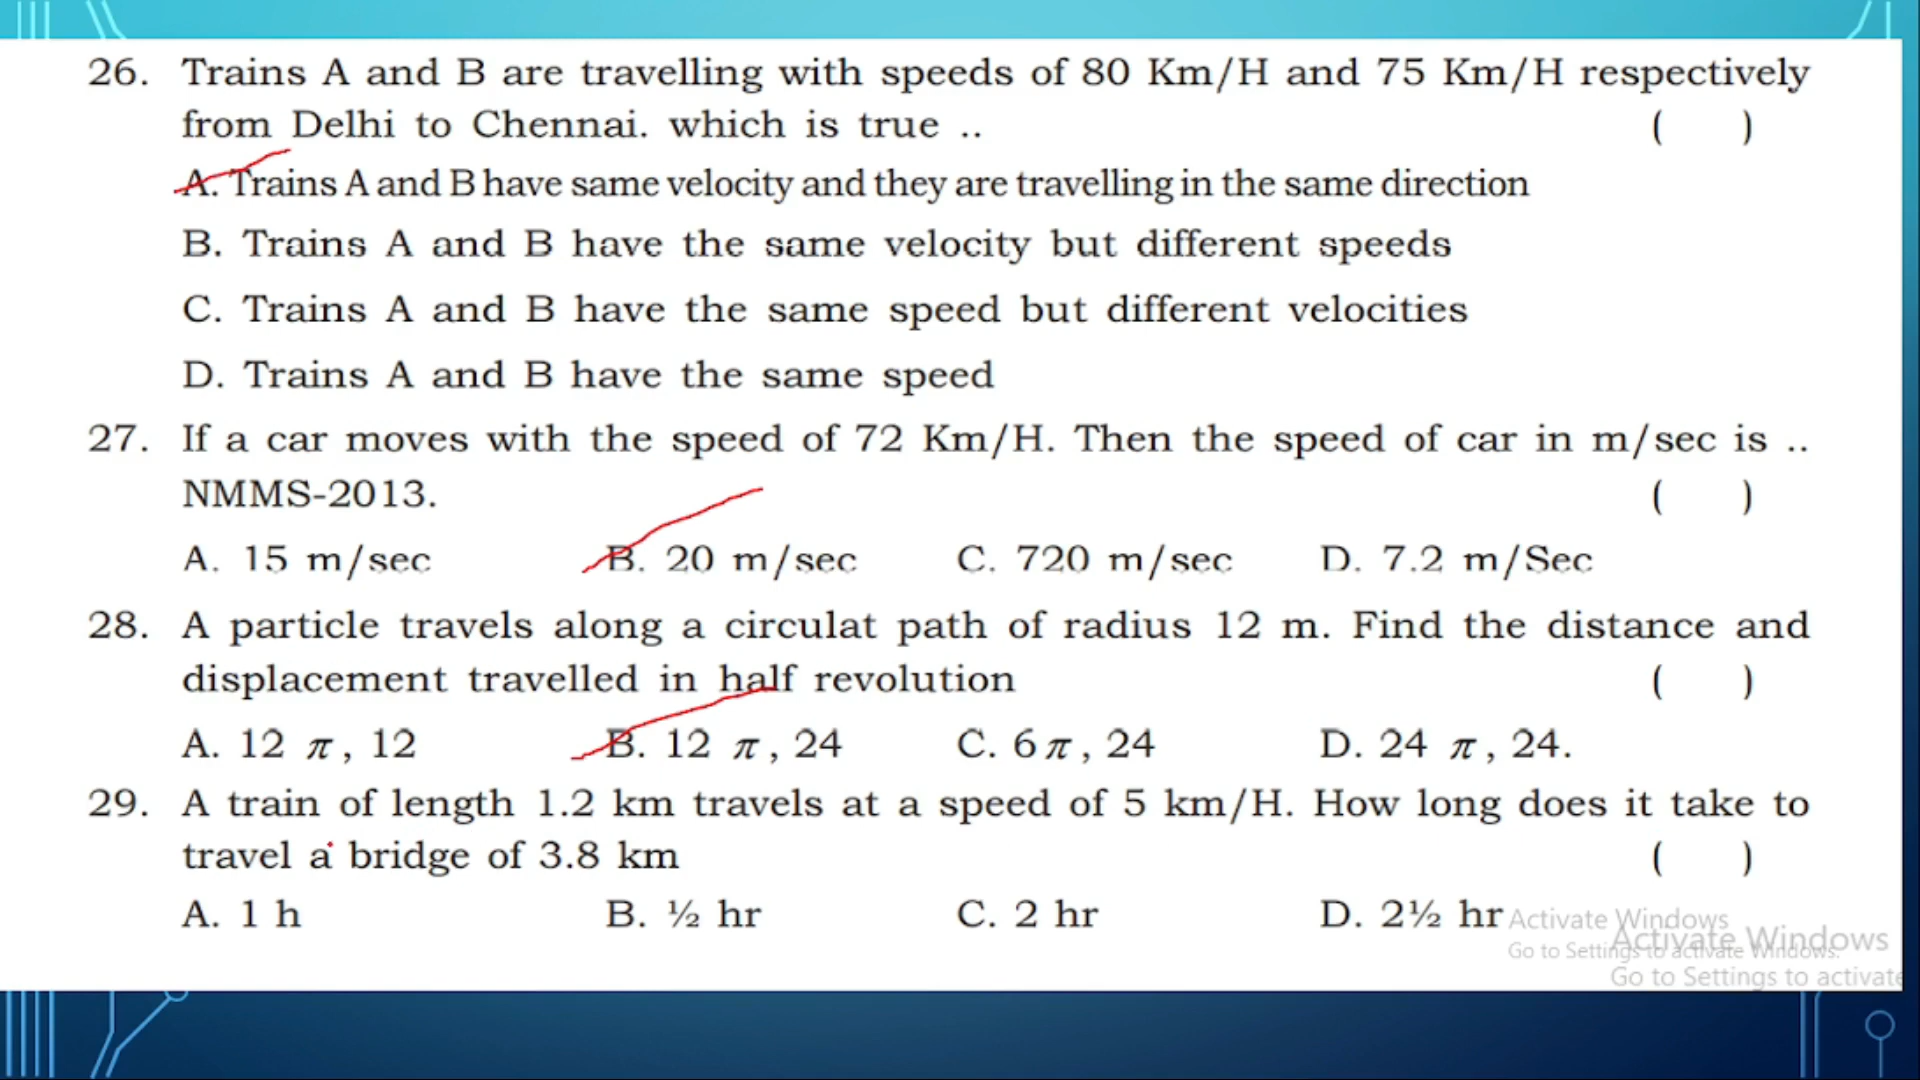 26. Trains A and B are travelling with speeds of 80 Km/H and 75 Km/H respectively
from Delhi to Chennai. which is true .. ( )
A. Trains A and B have same velocity and they are travelling in the same direction
B. Trains A and B have the same velocity but different speeds
C. Trains A and B have the same speed but different velocities
D. Trains A and B have the same speed
27. If a car moves with the speed of 72 Km/H. Then the speed of car in m/sec is ..
NMMS-2013. ( )
A. 15 m/sec B. 20 m/sec C. 720 m/sec D. 7.2 m/Sec
28. A particle travels along a circulat path of radius 12 m. Find the distance and
displacement travelled in half revolution ( )
A. 12 π, 12 B. 12 π, 24 C. 6π, 24 D. 24 π, 24.
29. A train of length 1.2 km travels at a speed of 5 km/H. How long does it take to
travel a bridge of 3.8 km ( )
A. 1 h B. ½ hr C. 2 hr D. 2½ hr
Activate Windows
Go to Settings to activate Windows.
Activate Windows
Go to Settings to activate